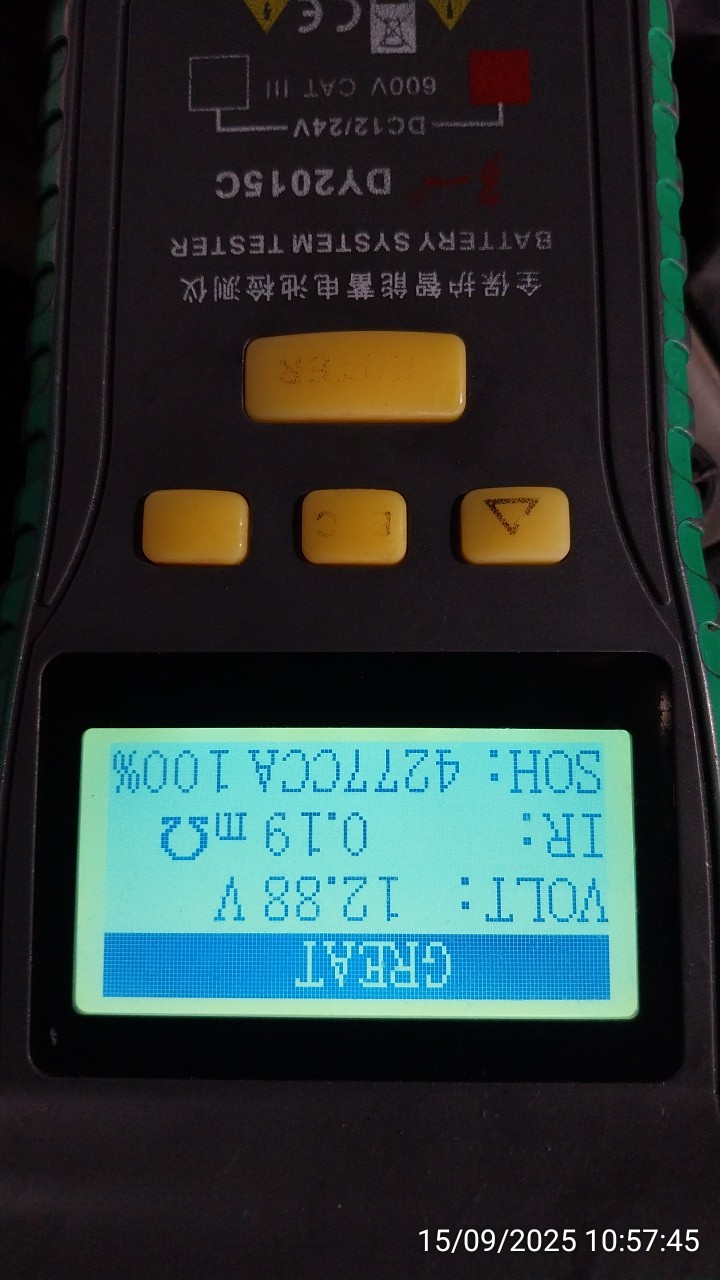 GREAT
VOLT: 12.88 V
IR: 0.19 mΩ
SOH: 4277CCA 100%
全保护智能蓄电池检测仪
BATTERY SYSTEM TESTER
DY2015C
DC12/24V
600V CAT III
CE
15/09/2025 10:57:45